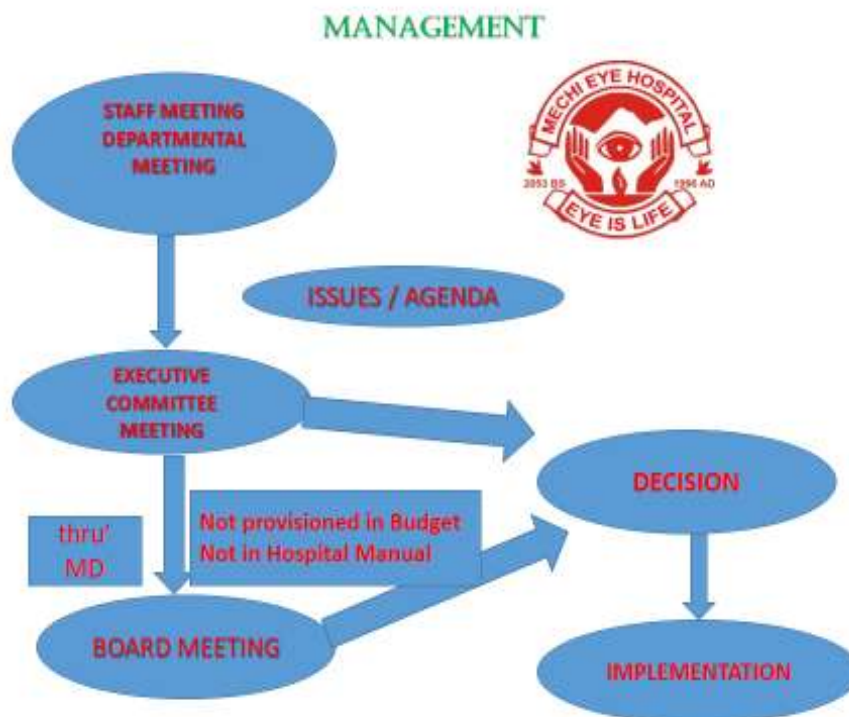 MANAGEMENT
STAFF MEETING
DEPARTMENTAL
MEETING
MECHI EYE HOSPITAL
2053 BS
1996 AD
EYE IS LIFE
ISSUES / AGENDA
EXECUTIVE
COMMITTEE
MEETING
DECISION
thru'
MD
Not provisioned in Budget
Not in Hospital Manual
BOARD MEETING
IMPLEMENTATION